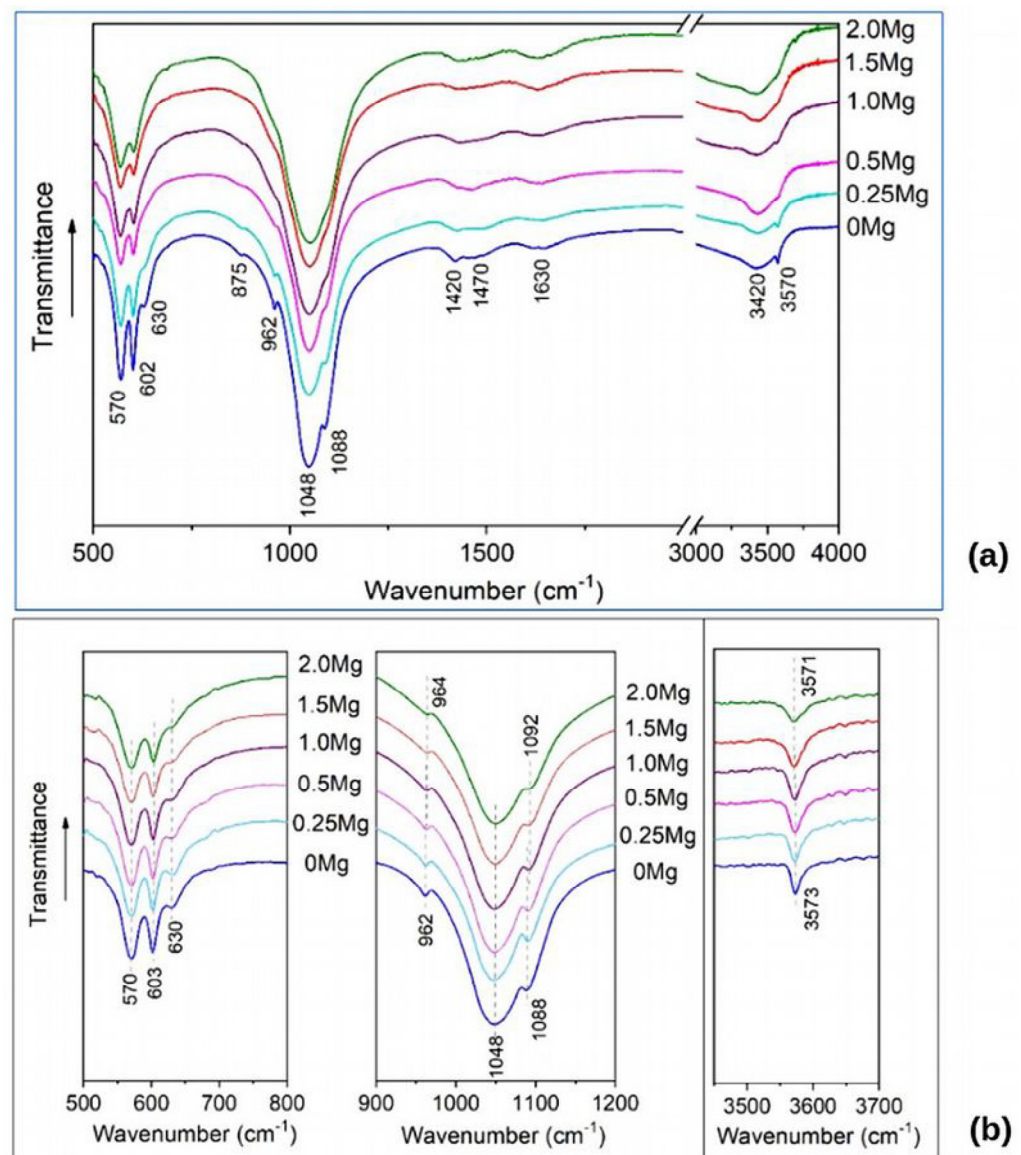 2.0Mg
1.5Mg
1.0Mg
0.5Mg
0.25Mg
0Mg
Transmittance
570
602
630
875
962
1048
1088
1420
1470
1630
3420
3570
500
1000
1500
3000
3500
4000
Wavenumber (cm⁻¹)
(a)
2.0Mg
1.5Mg
1.0Mg
0.5Mg
0.25Mg
0Mg
Transmittance
570
603
630
500
600
700
800
Wavenumber (cm⁻¹)
964
1092
2.0Mg
1.5Mg
1.0Mg
0.5Mg
0.25Mg
0Mg
962
1048
1088
900
1000
1100
1200
Wavenumber (cm⁻¹)
3571
3573
3500
3600
3700
Wavenumber (cm⁻¹)
(b)